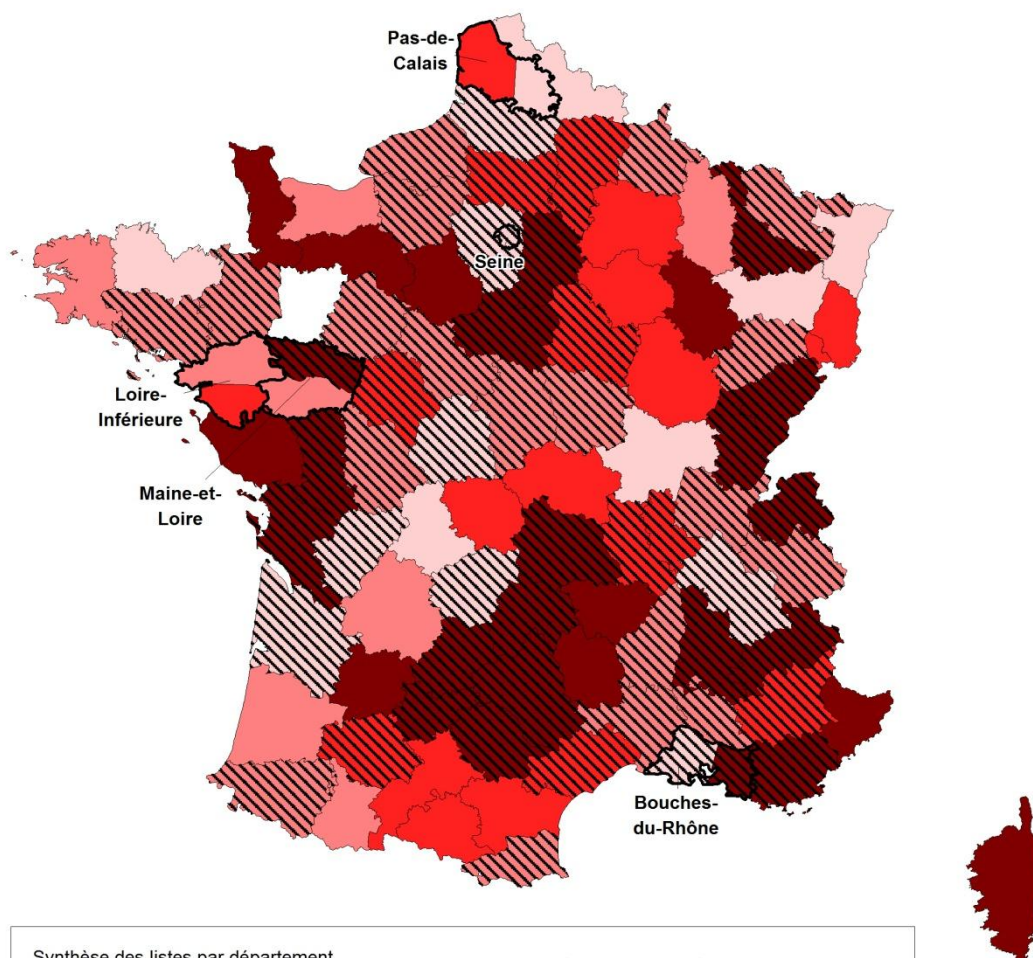 Pas-de-
Calais
Seine
Loire-
Inférieure
Maine-et-
Loire
Bouches-
du-Rhône
Synthèse des listes par département